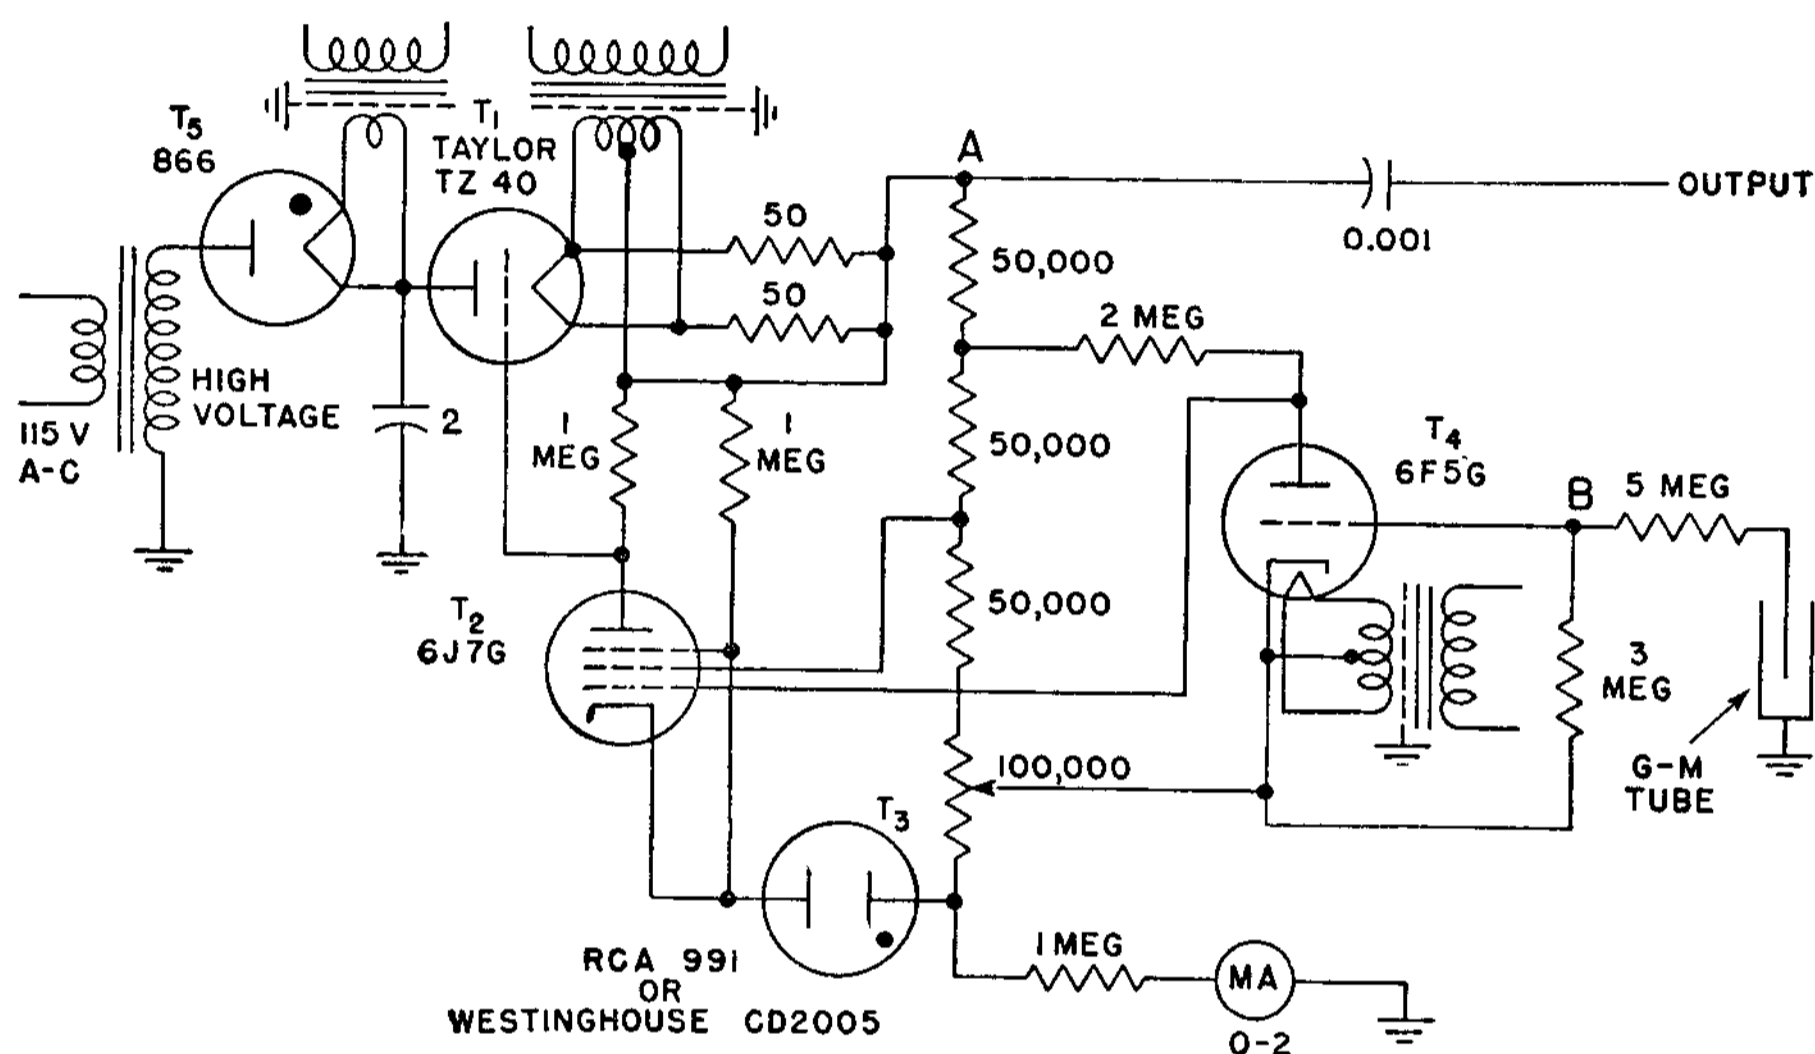 T5
866
T1
TAYLOR
TZ 40
A
OUTPUT
0.001
50
50
50,000
2 MEG
HIGH
VOLTAGE
115 V
A-C
2
1
MEG
1
MEG
50,000
T4
6F5G
B
5 MEG
T2
6J7G
50,000
3
MEG
100,000
G-M
TUBE
T3
RCA 991
OR
WESTINGHOUSE CD2005
1 MEG
MA
0-2